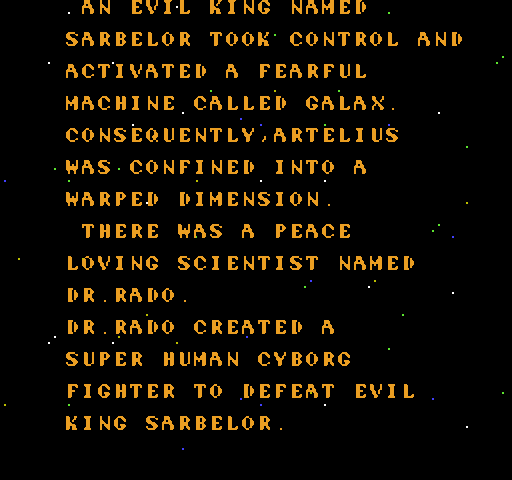 . AN EVIL KING NAMED
SARBELOR TOOK CONTROL AND
ACTIVATED A FEARFUL
MACHINE CALLED GALAX.
CONSEQUENTLY,ARTELIUS
WAS CONFINED INTO A
WARPED DIMENSION.
THERE WAS A PEACE
LOVING SCIENTIST NAMED
DR.RADO.
DR.RADO CREATED A
SUPER HUMAN CYBORG
FIGHTER TO DEFEAT EVIL
KING SARBELOR.